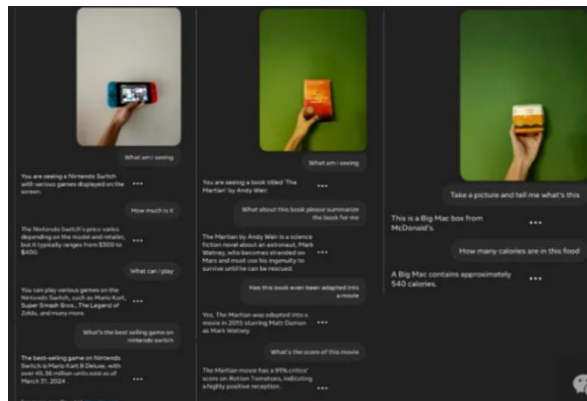 What am i seeing
You are seeing a Nintendo Switch
with various games displayed on the
screen.
How much is it
The Nintendo Switch's price varies
depending on the model and retailer,
but it typically ranges from $300 to
$400.
What can i play
You can play various games on the
Nintendo Switch, such as Mario Kart,
Super Smash Bros., The Legend of
Zelda, and many more.
What's the best selling game on
nintendo switch
The best-selling game on Nintendo
Switch is Mario Kart 8 Deluxe, with
over 45.36 million units sold as of
March 31, 2024.
What am i seeing
You are seeing a book titled 'The
Martian' by Andy Weir.
What about this book please summarize
the book for me
The Martian by Andy Weir is a science
fiction novel about an astronaut, Mark
Watney, who becomes stranded on
Mars and must use his ingenuity to
survive until he can be rescued.
Has this book even been adapted into
a movie
Yes, The Martian was adapted into a
movie in 2015 starring Matt Damon
as Mark Watney.
What's the score of this movie
The Martian movie has a 91% critics'
score on Rotten Tomatoes, indicating
a highly positive reception.
Take a picture and tell me what's this
This is a Big Mac box from
McDonald's.
How many calories are in this food
A Big Mac contains approximately
540 calories.